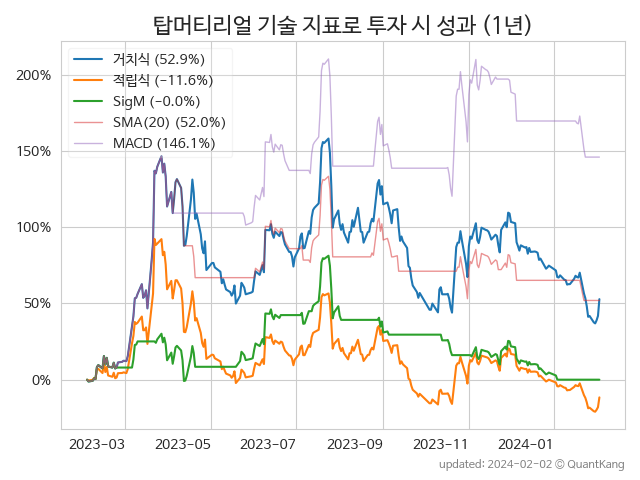 탑머티리얼 기술 지표로 투자 시 성과 (1년)
거치식 (52.9%)
적립식 (−11.6%)
SigM (−0.0%)
SMA(20) (52.0%)
MACD (146.1%)
200%
150%
100%
50%
0%
2023−03 2023−05 2023−07 2023−09 2023−11 2024−01
updated: 2024−02−02 © QuantKang